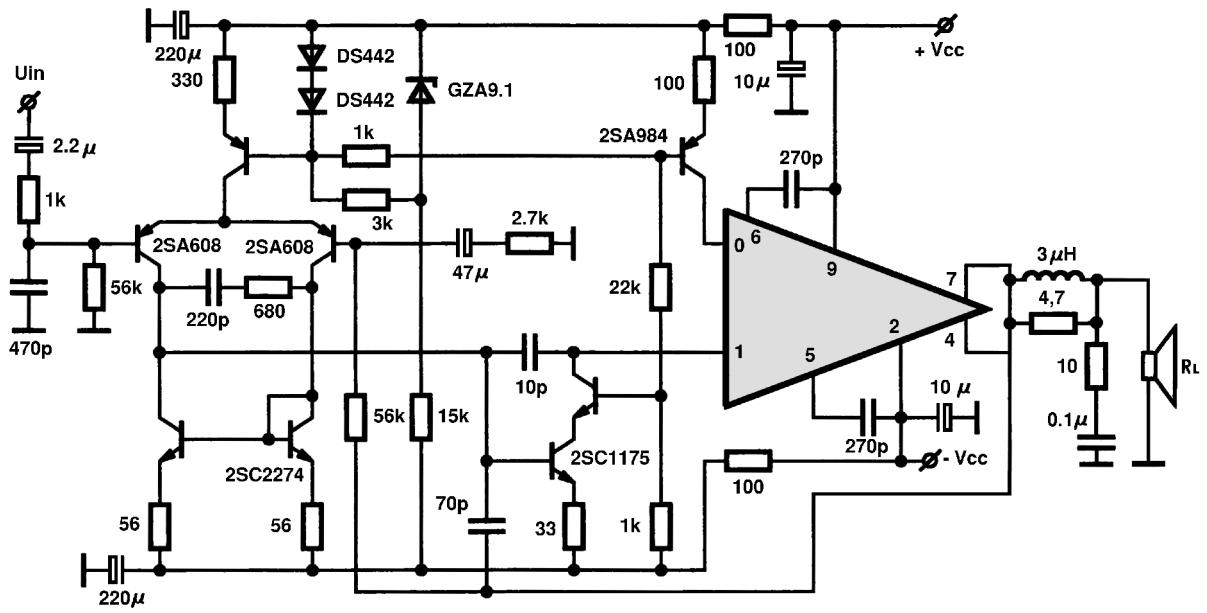 220μ
330
DS442
DS442
GZA9.1
100
+ Vcc
100
10μ
Uin
2.2μ
1k
1k
2SA984
270p
3k
2SA608
2SA608
2.7k
47μ
56k
470p
220p
680
22k
0
6
9
1
5
2
7
4
3μH
4,7
10
0.1μ
RL
10p
56k
15k
270p
10 μ
2SC2274
2SC1175
- Vcc
100
56
56
70p
33
1k
220μ